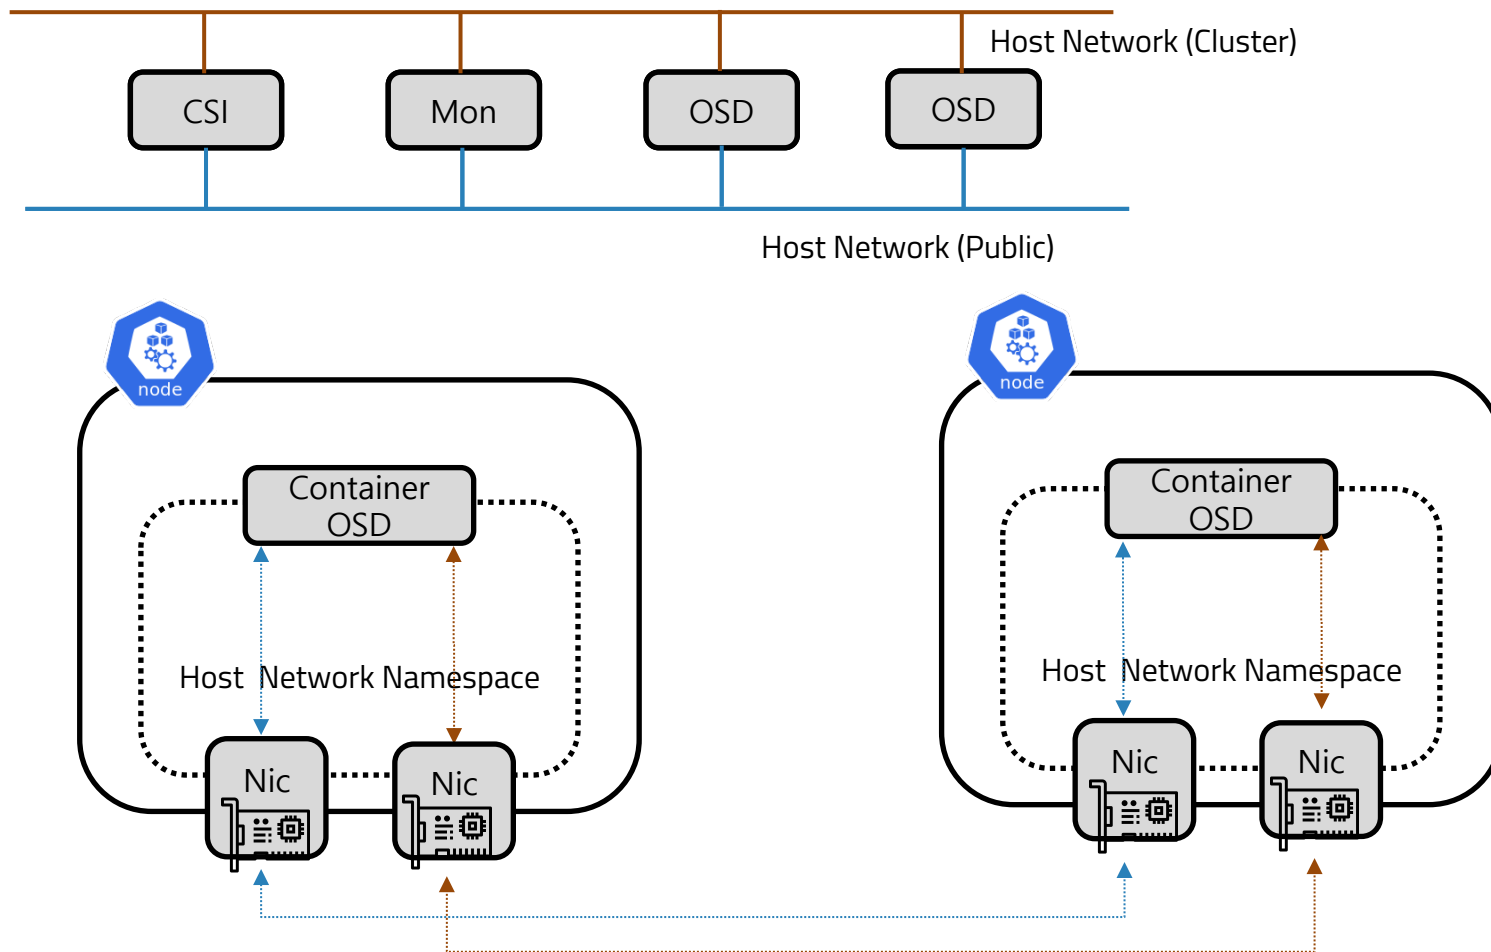 Host Network (Cluster)
CSI
Mon
OSD
OSD
Host Network (Public)
node
node
Container
OSD
Container
OSD
Host Network Namespace
Host Network Namespace
Nic
Nic
Nic
Nic